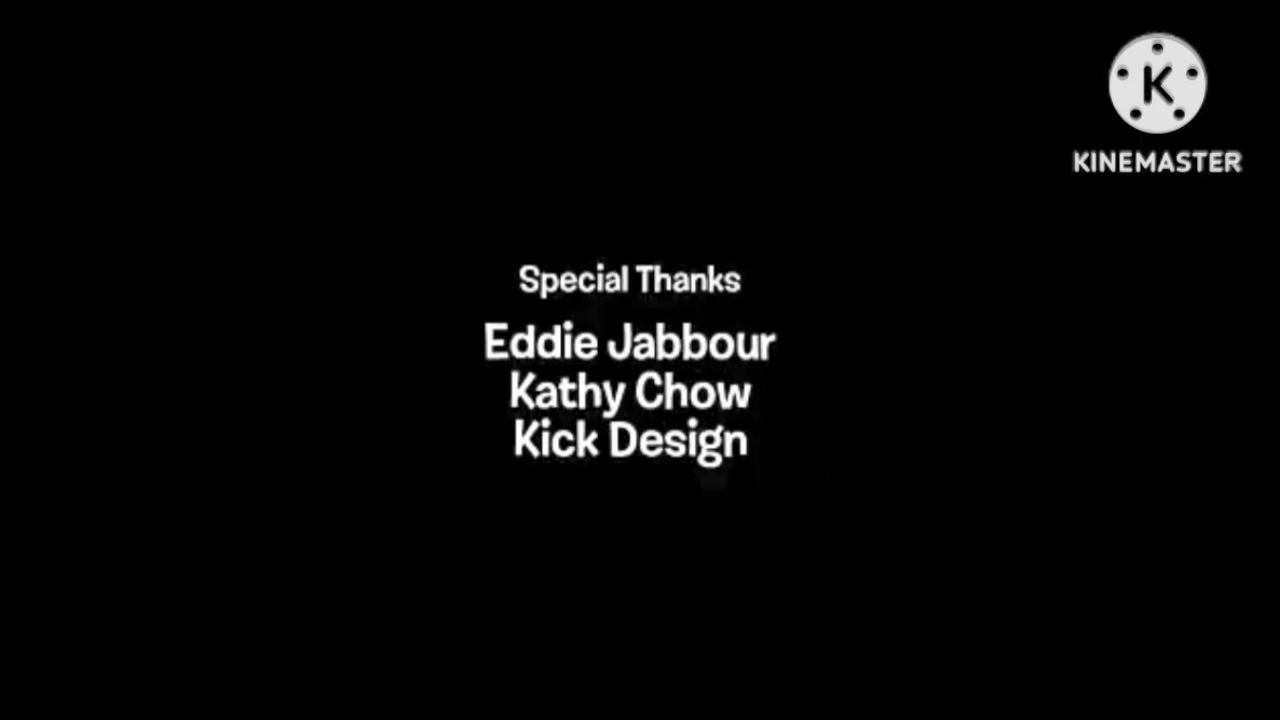 K
KINEMASTER
Special Thanks
Eddie Jabbour
Kathy Chow
Kick Design